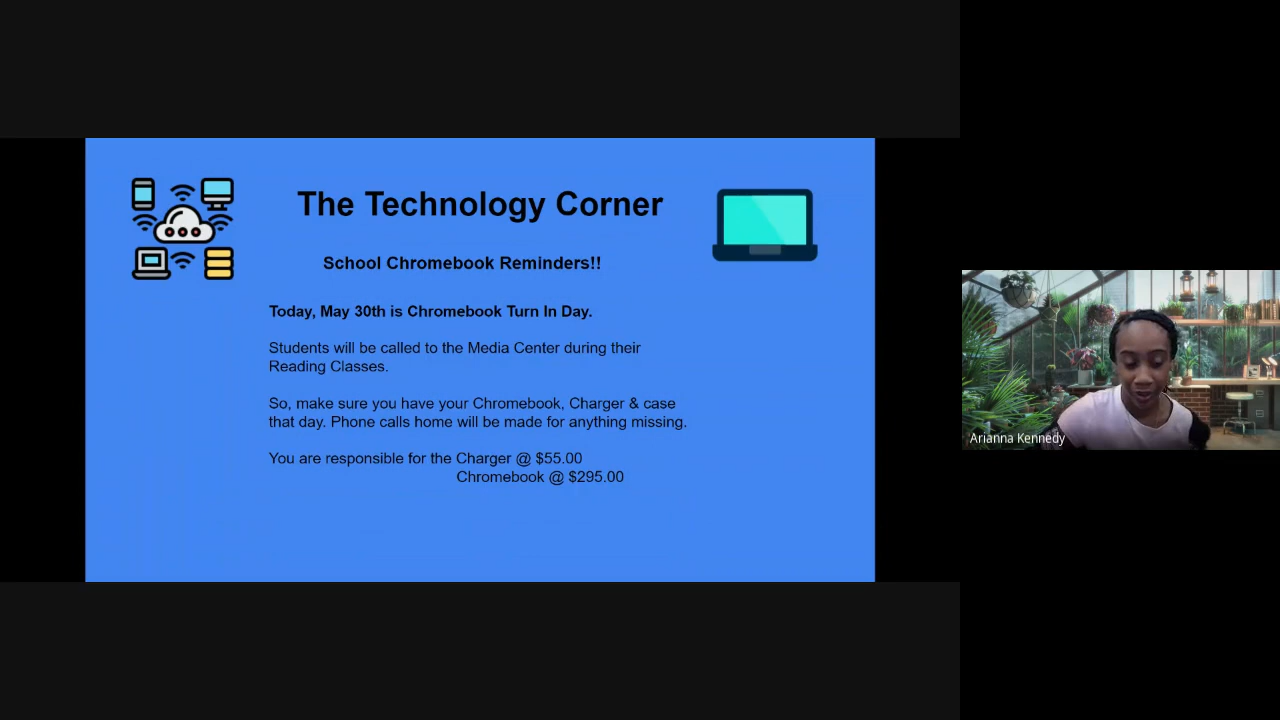 The Technology Corner
School Chromebook Reminders!!
Today, May 30th is Chromebook Turn In Day.
Students will be called to the Media Center during their
Reading Classes.
So, make sure you have your Chromebook, Charger & case
that day. Phone calls home will be made for anything missing.
You are responsible for the Charger @ $55.00
Chromebook @ $295.00
Arianna Kennedy